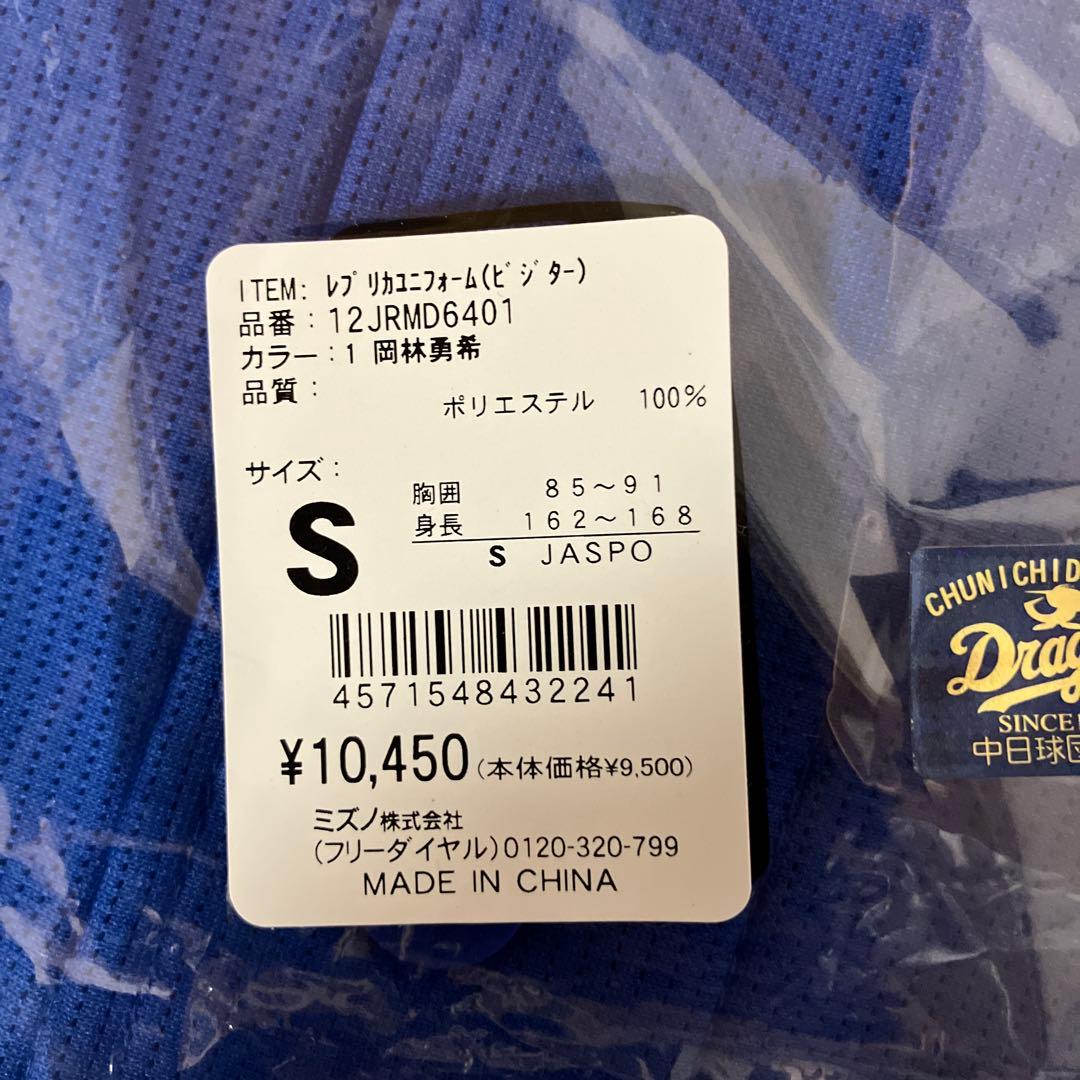 ITEM: ﾚﾌﾟﾘｶﾕﾆﾌｫｰﾑ(ﾋﾞｼﾞﾀｰ)
品番:12JRMD6401
カラー:1 岡林勇希
品質:
ポリエステル 100%
サイズ:
S
胸囲 85～91
身長 162～168
S JASPO
4571548432241
¥10,450(本体価格¥9,500)
ミズノ株式会社
(フリーダイヤル)0120-320-799
MADE IN CHINA
CHUNICHI
SINCE
中日球